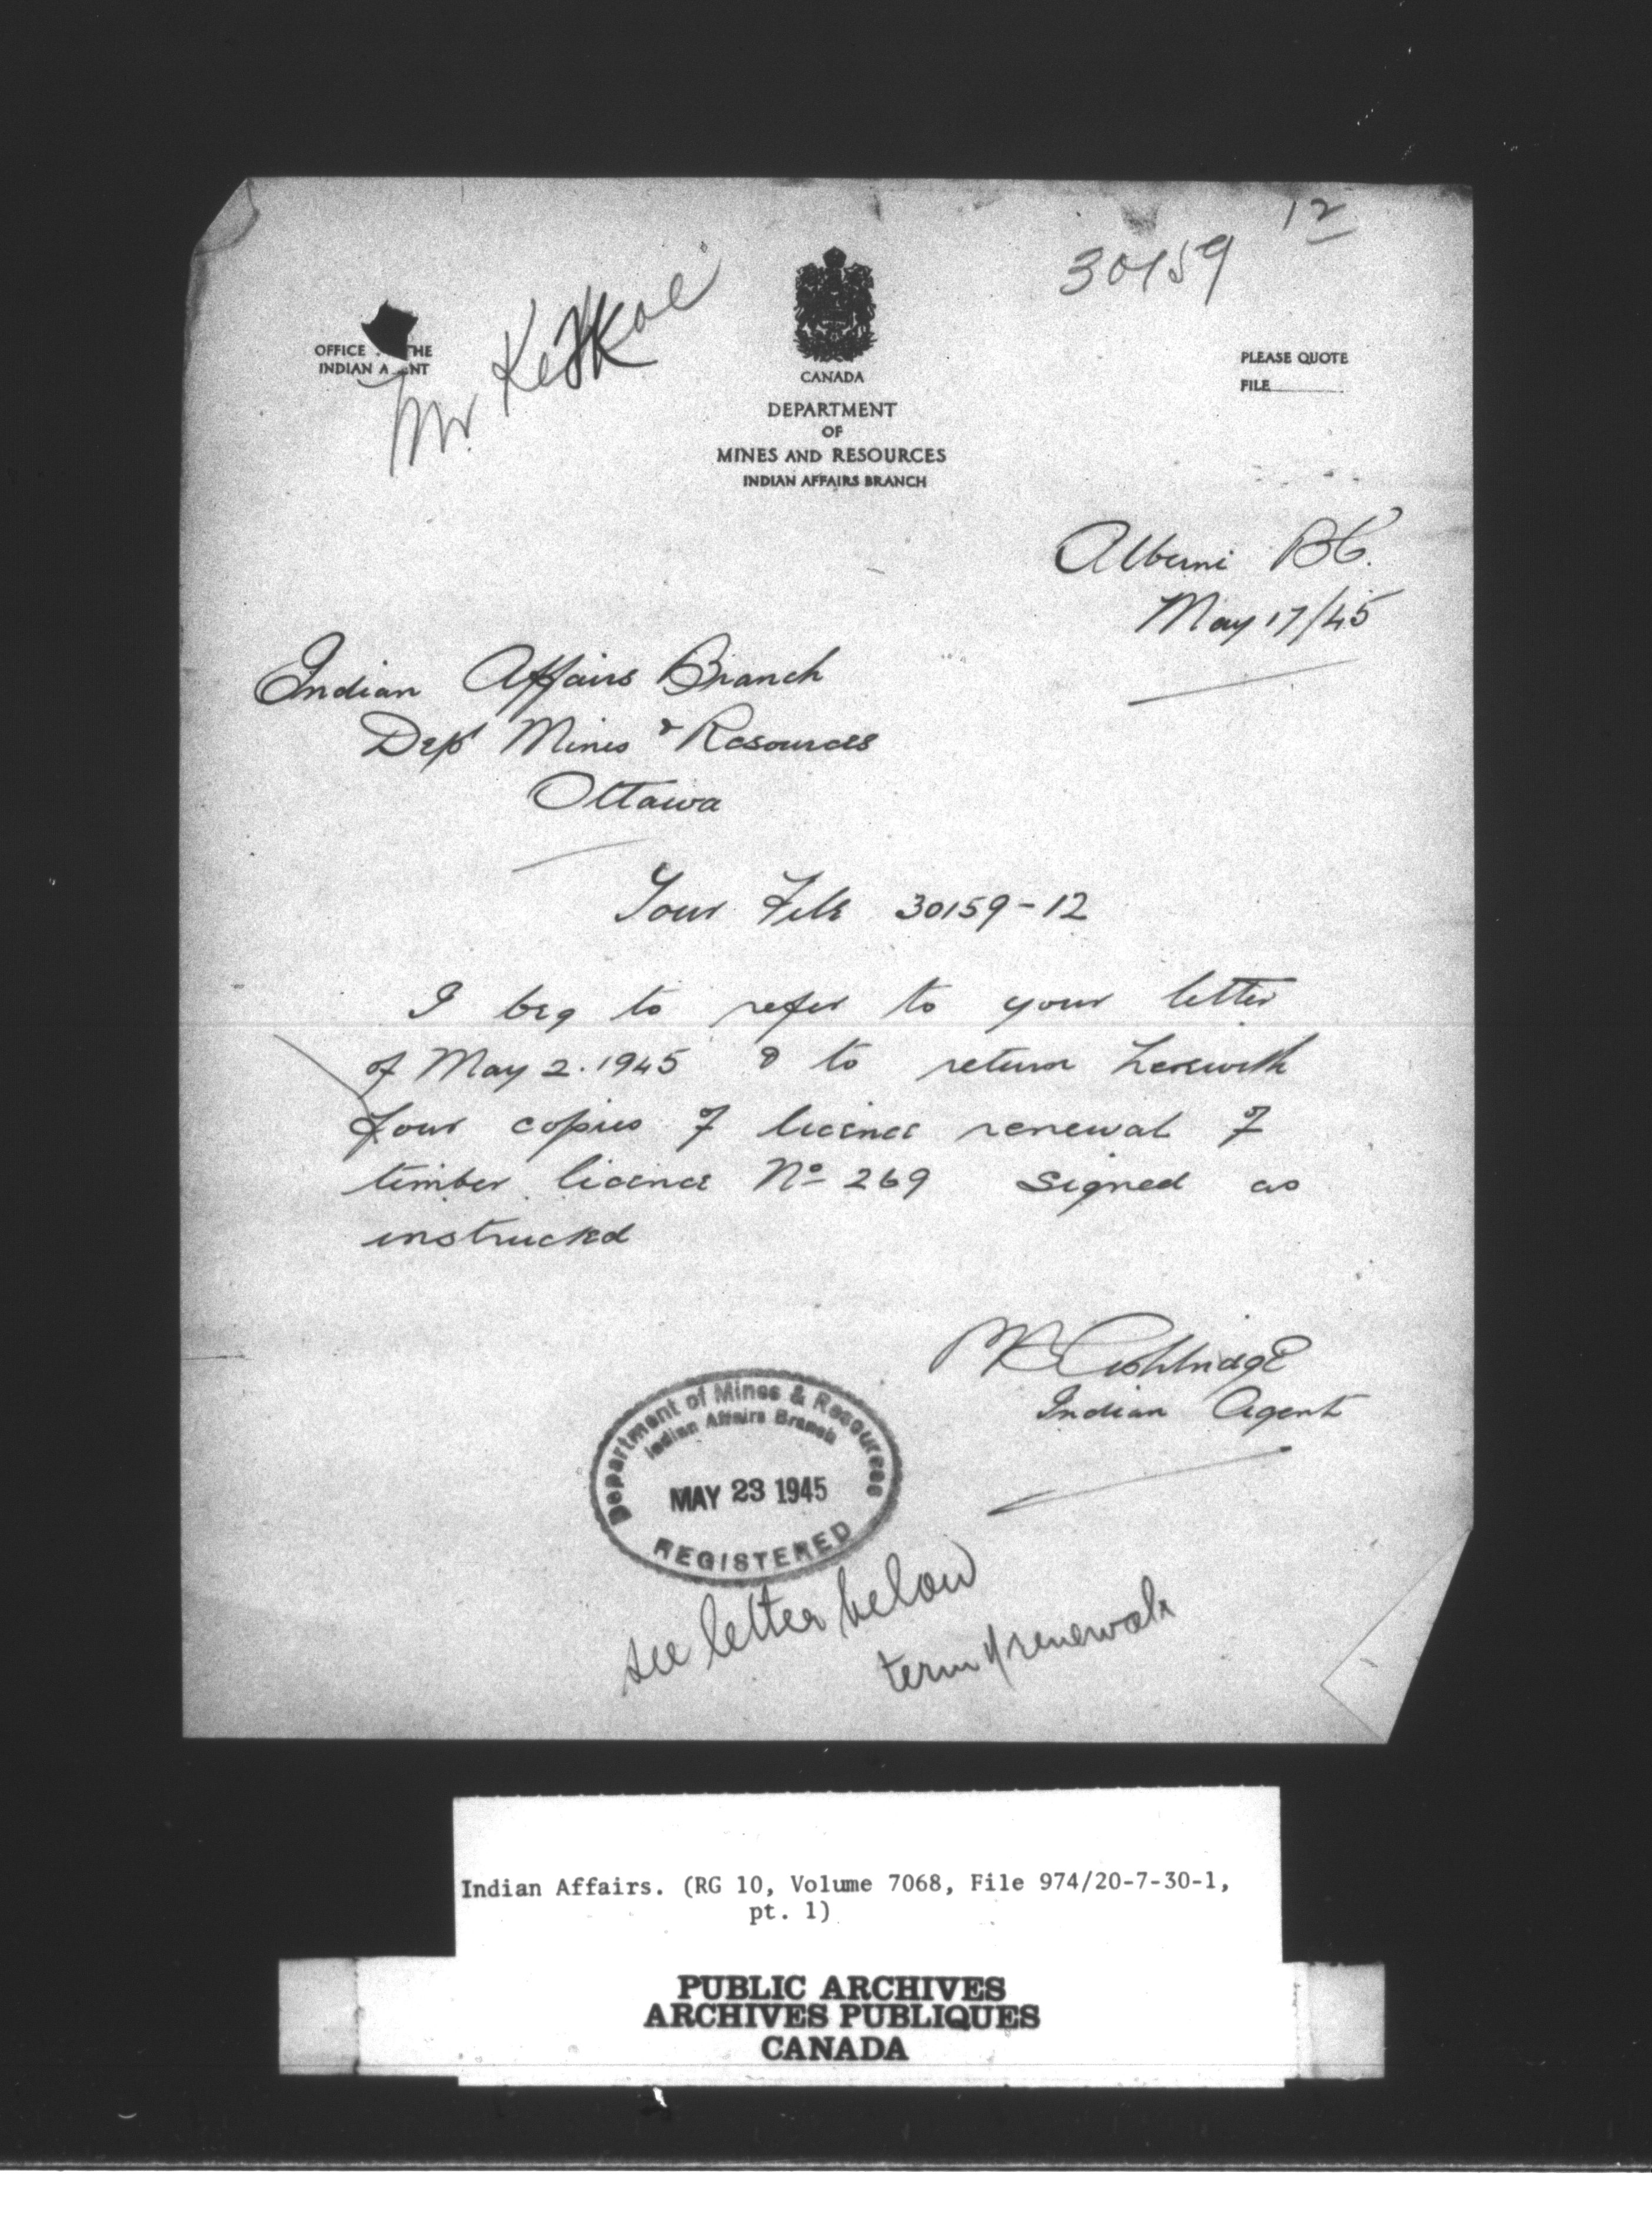 12
30159
OFFICE THE
INDIAN A NT
Mr.
CANADA
DEPARTMENT
OF
MINES AND RESOURCES
INDIAN AFFAIRS BRANCH
PLEASE QUOTE
FILE
Alberni BC.
May 17/45
Indian Affairs Branch
Dept Mines & Resources
Ottawa
Your File 30159-12
I beg to refer to your letter
of May 2. 1945 & to return herewith
four copies of licence renewal of
timber licence No 269 signed as
instructed
Ashbridge
Indian Agent
Department of Mines & Resources
Indian Affairs Branch
MAY 23 1945
REGISTERED
see letter below
term of renewals
Indian Affairs. (RG 10, Volume 7068, File 974/20-7-30-1,
pt. 1)
PUBLIC ARCHIVES
ARCHIVES PUBLIQUES
CANADA